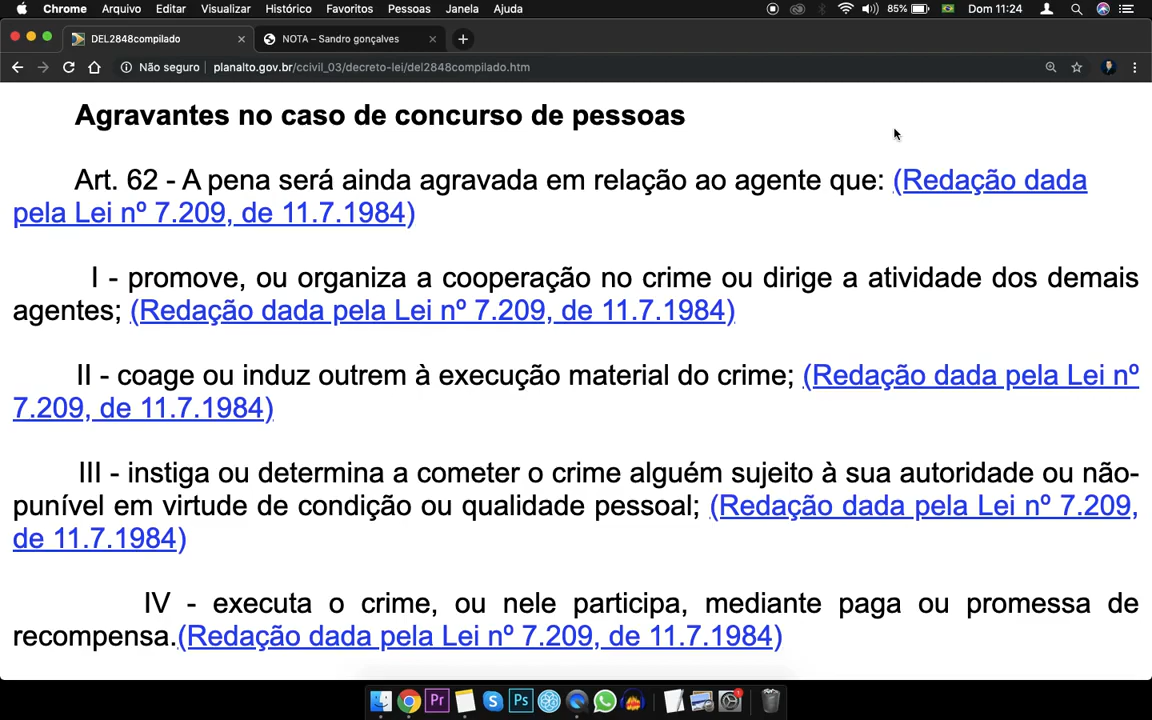 Chrome Arquivo Editar Visualizar Histórico Favoritos Pessoas Janela Ajuda 85% Dom 11:24
DEL2848compilado NOTA – Sandro gonçalves
Não seguro planalto.gov.br/ccivil_03/decreto-lei/del2848compilado.htm
Agravantes no caso de concurso de pessoas
Art. 62 - A pena será ainda agravada em relação ao agente que: (Redação dada
pela Lei nº 7.209, de 11.7.1984)
I - promove, ou organiza a cooperação no crime ou dirige a atividade dos demais
agentes; (Redação dada pela Lei nº 7.209, de 11.7.1984)
II - coage ou induz outrem à execução material do crime; (Redação dada pela Lei nº
7.209, de 11.7.1984)
III - instiga ou determina a cometer o crime alguém sujeito à sua autoridade ou não-
punível em virtude de condição ou qualidade pessoal; (Redação dada pela Lei nº 7.209,
de 11.7.1984)
IV - executa o crime, ou nele participa, mediante paga ou promessa de
recompensa.(Redação dada pela Lei nº 7.209, de 11.7.1984)
Pr S Ps